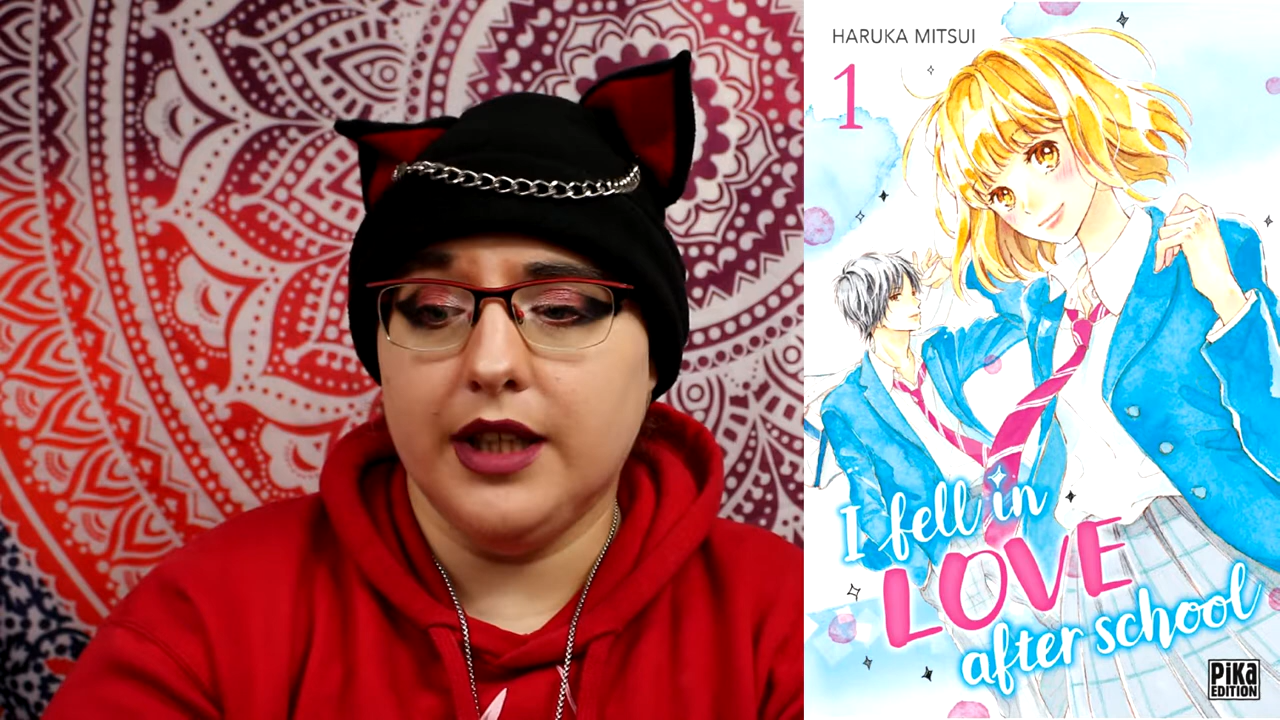 HARUKA MITSUI
1
I fell in
LOVE
after school
PiKa
EDITION